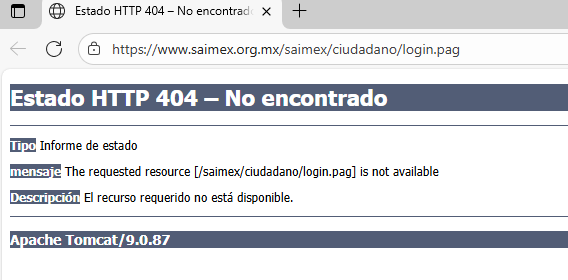 Estado HTTP 404 – No encontrado
https://www.saimex.org.mx/saimex/ciudadano/login.pag
Estado HTTP 404 – No encontrado
Tipo Informe de estado
mensaje The requested resource [/saimex/ciudadano/login.pag] is not available
Descripción El recurso requerido no está disponible.
Apache Tomcat/9.0.87